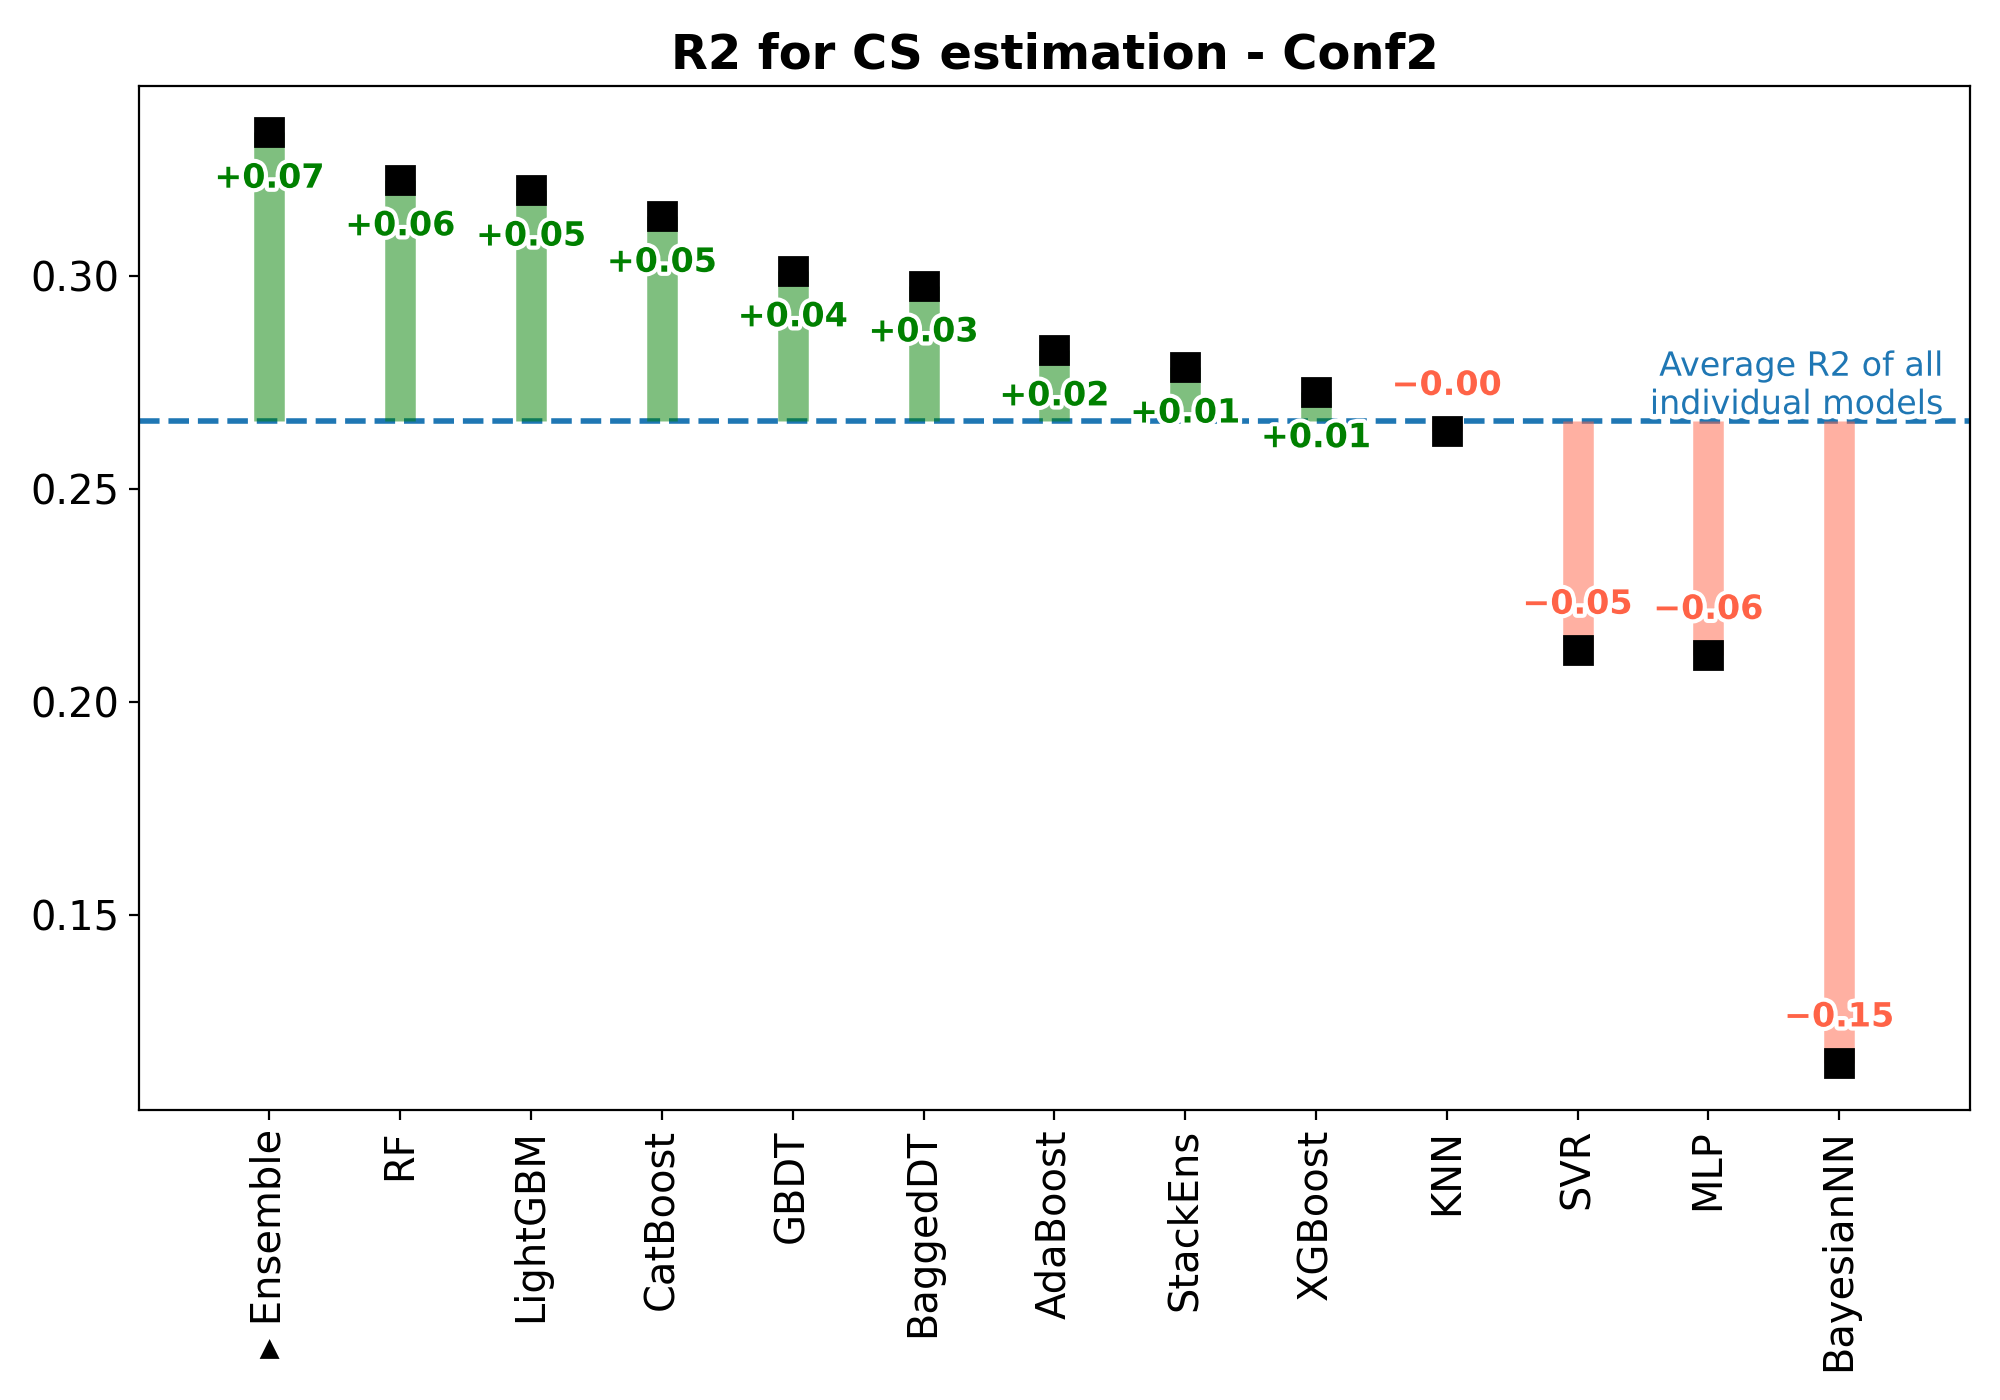 R2 for CS estimation - Conf2
+0.07
+0.06
+0.05
+0.05
+0.04
+0.03
+0.02
+0.01
+0.01
−0.00
−0.05
−0.06
−0.15
Average R2 of all
individual models
0.30
0.25
0.20
0.15
► Ensemble
RF
LightGBM
CatBoost
GBDT
BaggedDT
AdaBoost
StackEns
XGBoost
KNN
SVR
MLP
BayesianNN